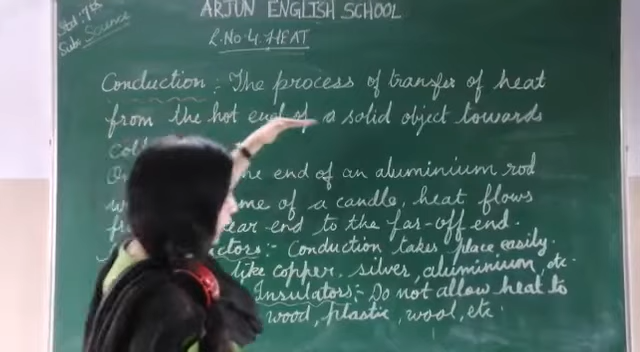 ARJUN ENGLISH SCHOOL
Std : 7th
Sub: Science
L. No 4. HEAT
Conduction : The process of transfer of heat
from the hot end of a solid object towards
end of an aluminium rod
of a candle, heat flows
end to the far-off end.
Conduction takes place easily.
like copper, silver, aluminium, etc
Insulators :- Do not allow heat to
wood, plastic, wool, etc